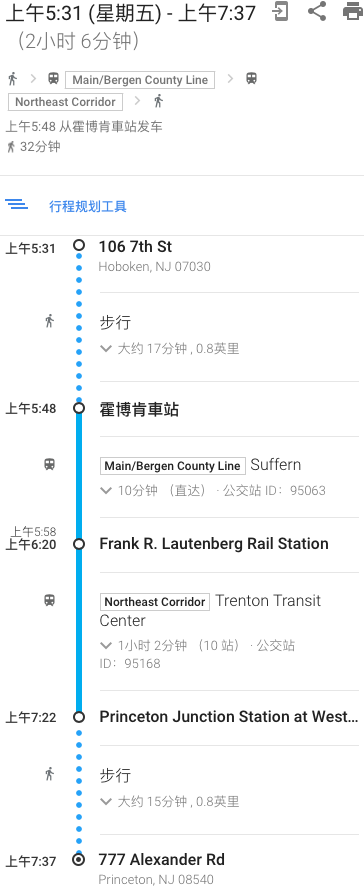 上午5:31 (星期五) - 上午7:37
（2小时 6分钟）
Main/Bergen County Line
Northeast Corridor
上午5:48 从霍博肯車站发车
32分钟
行程规划工具
上午5:31 106 7th St
Hoboken, NJ 07030
步行
大约 17分钟 , 0.8英里
上午5:48 霍博肯車站
Main/Bergen County Line Suffern
10分钟 （直达） · 公交站 ID： 95063
上午5:58
上午6:20 Frank R. Lautenberg Rail Station
Northeast Corridor Trenton Transit
Center
1小时 2分钟 （10 站） · 公交站
ID： 95168
上午7:22 Princeton Junction Station at West...
步行
大约 15分钟 , 0.8英里
上午7:37 777 Alexander Rd
Princeton, NJ 08540